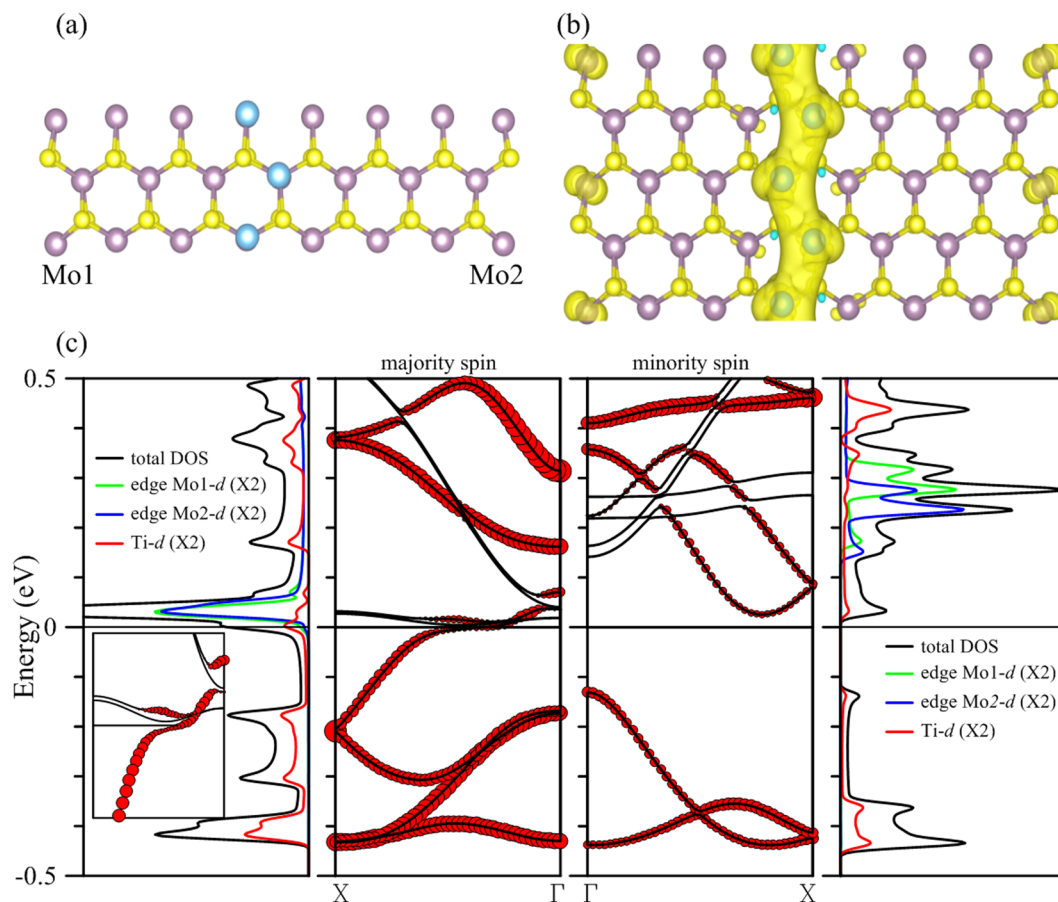 (a)
(b)
Mo1
Mo2
(c)
majority spin
minority spin
0.5
0
-0.5
Energy (eV)
total DOS
edge Mo1-d (X2)
edge Mo2-d (X2)
Ti-d (X2)
total DOS
edge Mo1-d (X2)
edge Mo2-d (X2)
Ti-d (X2)
X
Γ
Γ
X